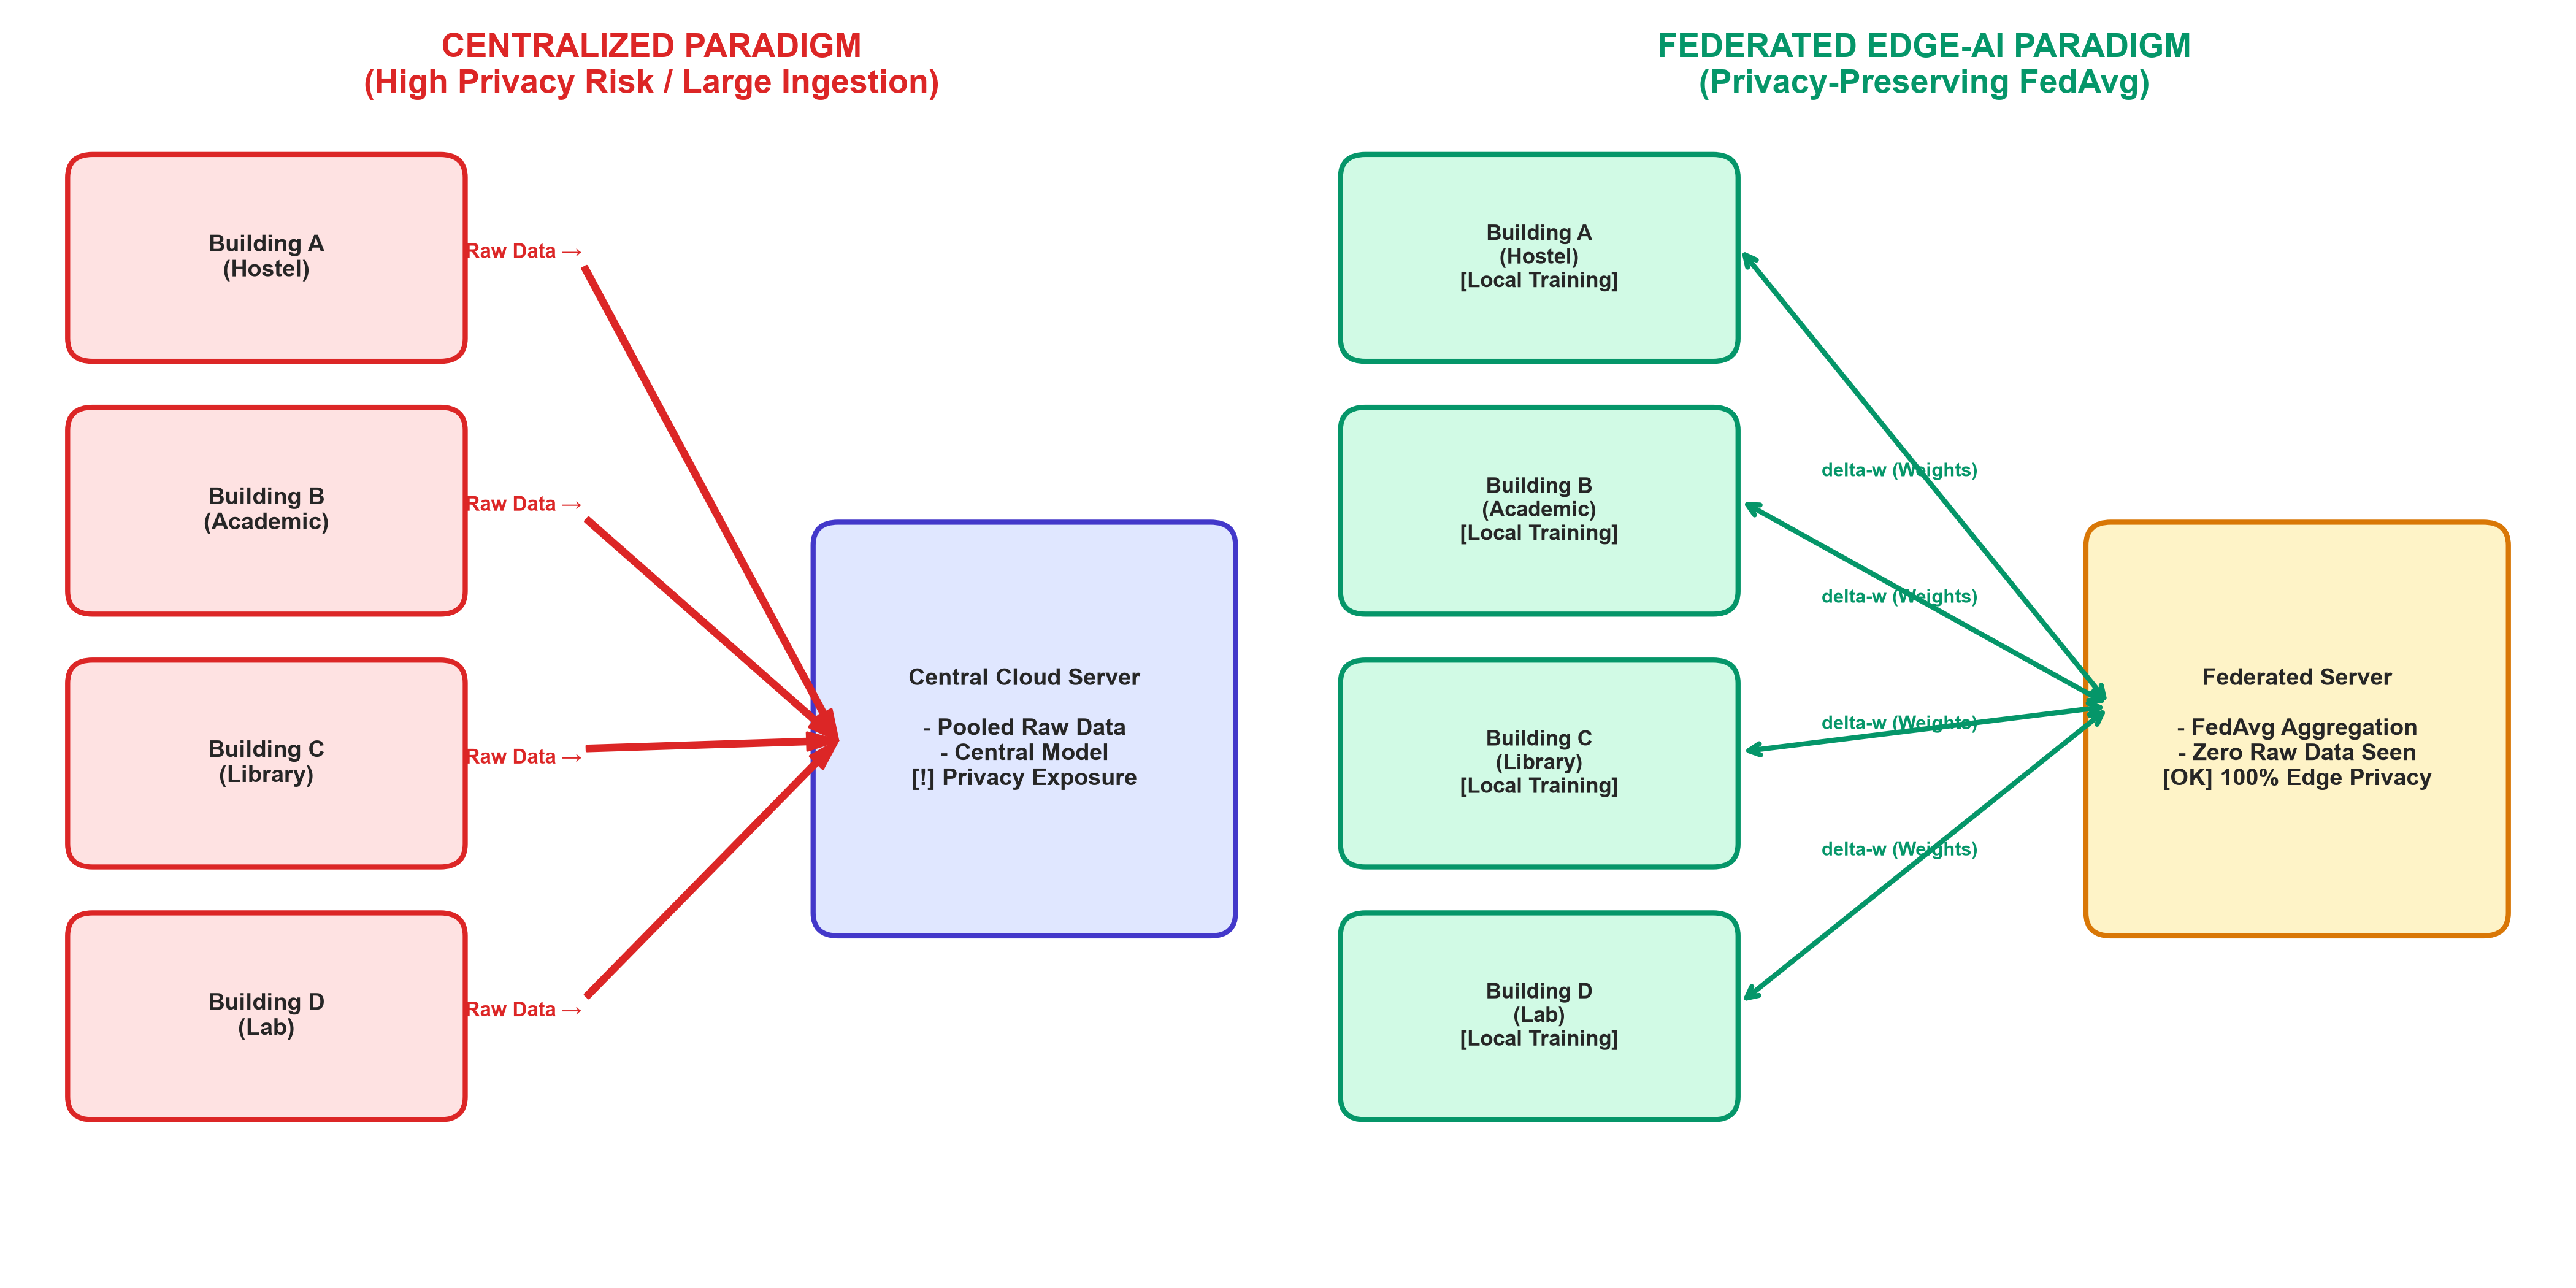 CENTRALIZED PARADIGM
(High Privacy Risk / Large Ingestion)
Building A
(Hostel)
Raw Data →
Building B
(Academic)
Raw Data →
Building C
(Library)
Raw Data →
Building D
(Lab)
Raw Data →
Central Cloud Server
- Pooled Raw Data
- Central Model
[!] Privacy Exposure
FEDERATED EDGE-AI PARADIGM
(Privacy-Preserving FedAvg)
Building A
(Hostel)
[Local Training]
delta-w (Weights)
Building B
(Academic)
[Local Training]
delta-w (Weights)
Building C
(Library)
[Local Training]
delta-w (Weights)
Building D
(Lab)
[Local Training]
delta-w (Weights)
Federated Server
- FedAvg Aggregation
- Zero Raw Data Seen
[OK] 100% Edge Privacy